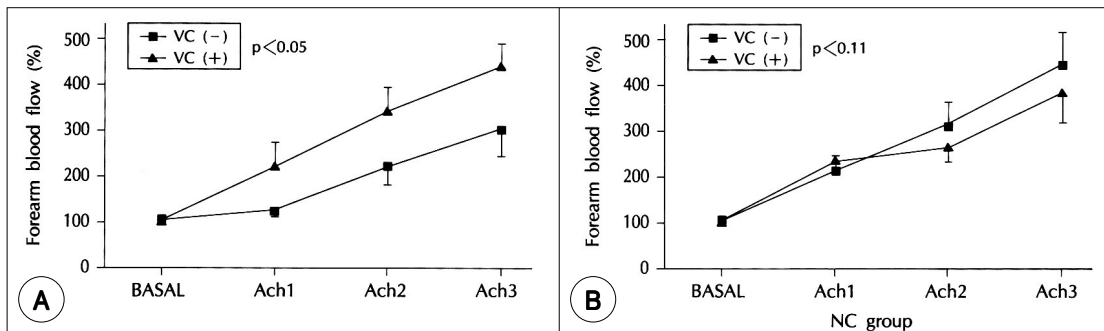 Forearm blood flow (%)
500
400
300
200
100
0
VC (−)
VC (+)
p<0.05
BASAL
Ach1
Ach2
Ach3
A
Forearm blood flow (%)
500
400
300
200
100
0
VC (−)
VC (+)
p<0.11
BASAL
Ach1
Ach2
Ach3
NC group
B